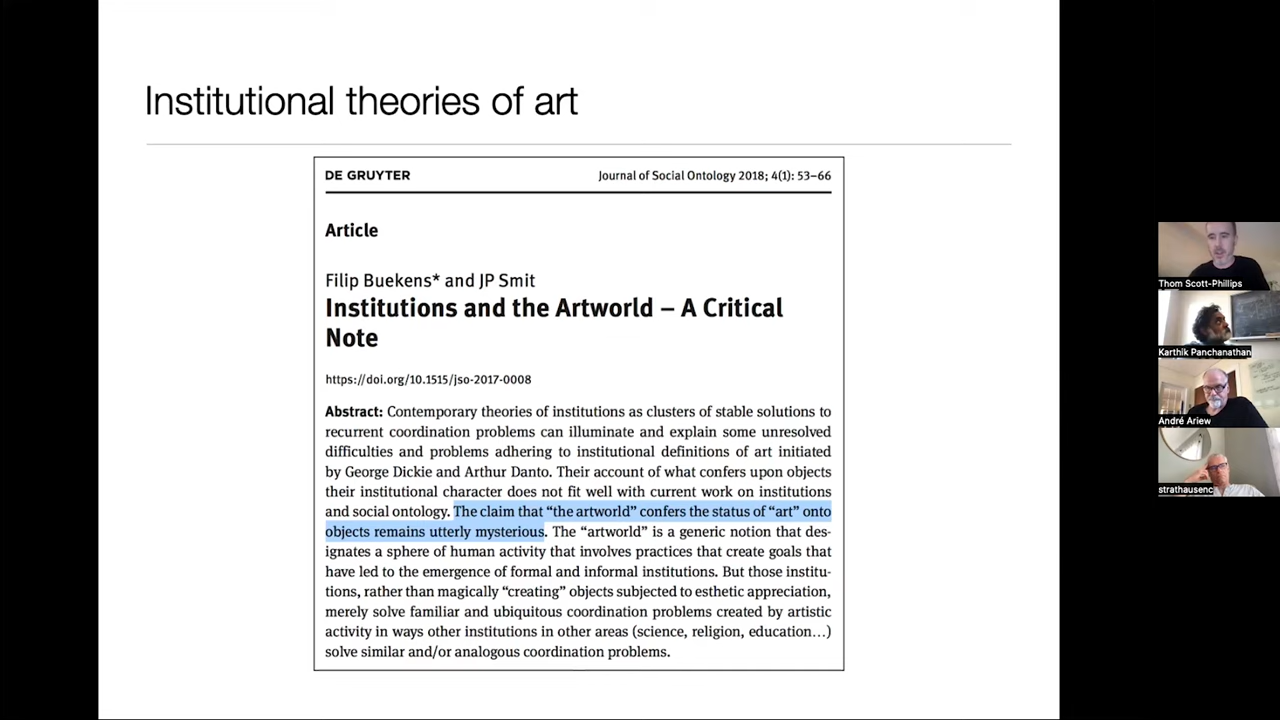 Institutional theories of art
DE GRUYTER
Journal of Social Ontology 2018; 4(1): 53–66
Article
Filip Buekens* and JP Smit
Institutions and the Artworld – A Critical
Note
https://doi.org/10.1515/jso-2017-0008
Abstract: Contemporary theories of institutions as clusters of stable solutions to
recurrent coordination problems can illuminate and explain some unresolved
difficulties and problems adhering to institutional definitions of art initiated
by George Dickie and Arthur Danto. Their account of what confers upon objects
their institutional character does not fit well with current work on institutions
and social ontology. The claim that “the artworld” confers the status of “art” onto
objects remains utterly mysterious. The “artworld” is a generic notion that des-
ignates a sphere of human activity that involves practices that create goals that
have led to the emergence of formal and informal institutions. But those institu-
tions, rather than magically “creating” objects subjected to esthetic appreciation,
merely solve familiar and ubiquitous coordination problems created by artistic
activity in ways other institutions in other areas (science, religion, education…)
solve similar and/or analogous coordination problems.
Thom Scott-Phillips
Karthik Panchanathan
André Ariew
strathausenc